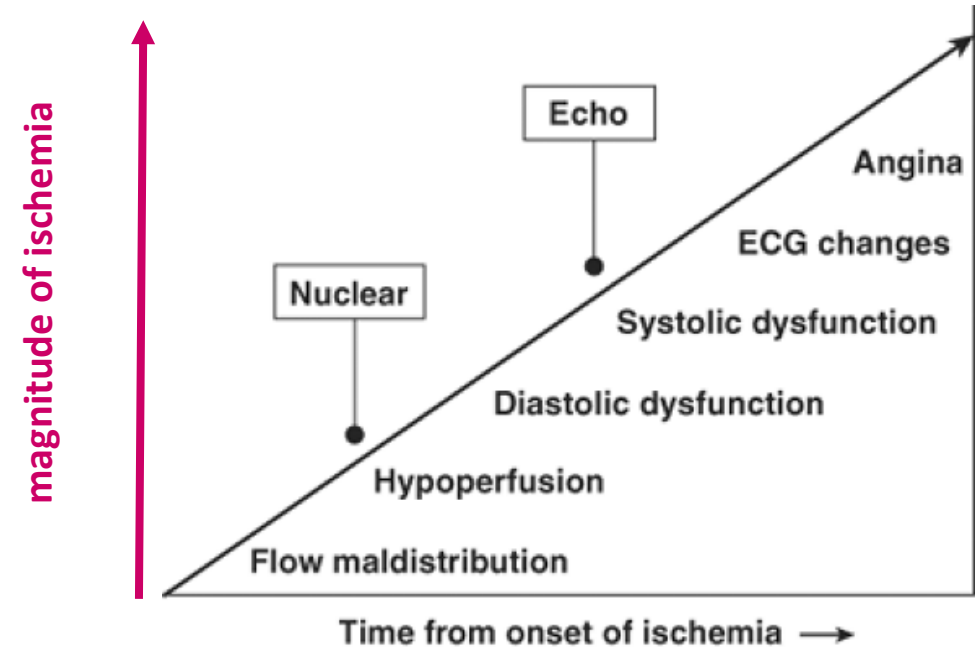 magnitude of ischemia
Echo
Angina
ECG changes
Nuclear
Systolic dysfunction
Diastolic dysfunction
Hypoperfusion
Flow maldistribution
Time from onset of ischemia